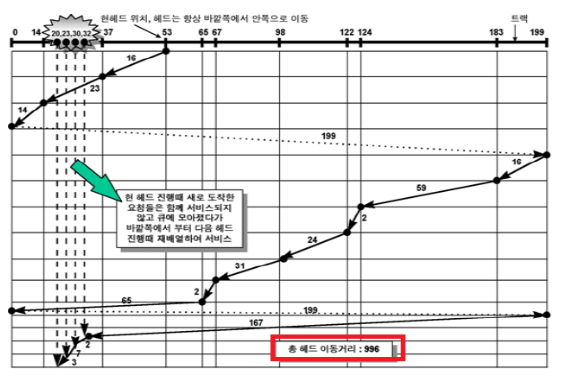 현헤드 위치, 헤드는 항상 바깥쪽에서 안쪽으로 이동
트랙
0 14 20,23,30,32 37 53 65 67 98 122 124 183 199
16
23
14
199
16
59
2
24
31
2
65
199
167
2
7
3
현 헤드 진행때 새로 도착한
요청들은 함께 서비스되지
않고 큐에 모아졌다가
바깥쪽에서 부터 다음 헤드
진행때 재배열하여 서비스
총 헤드 이동거리 : 996